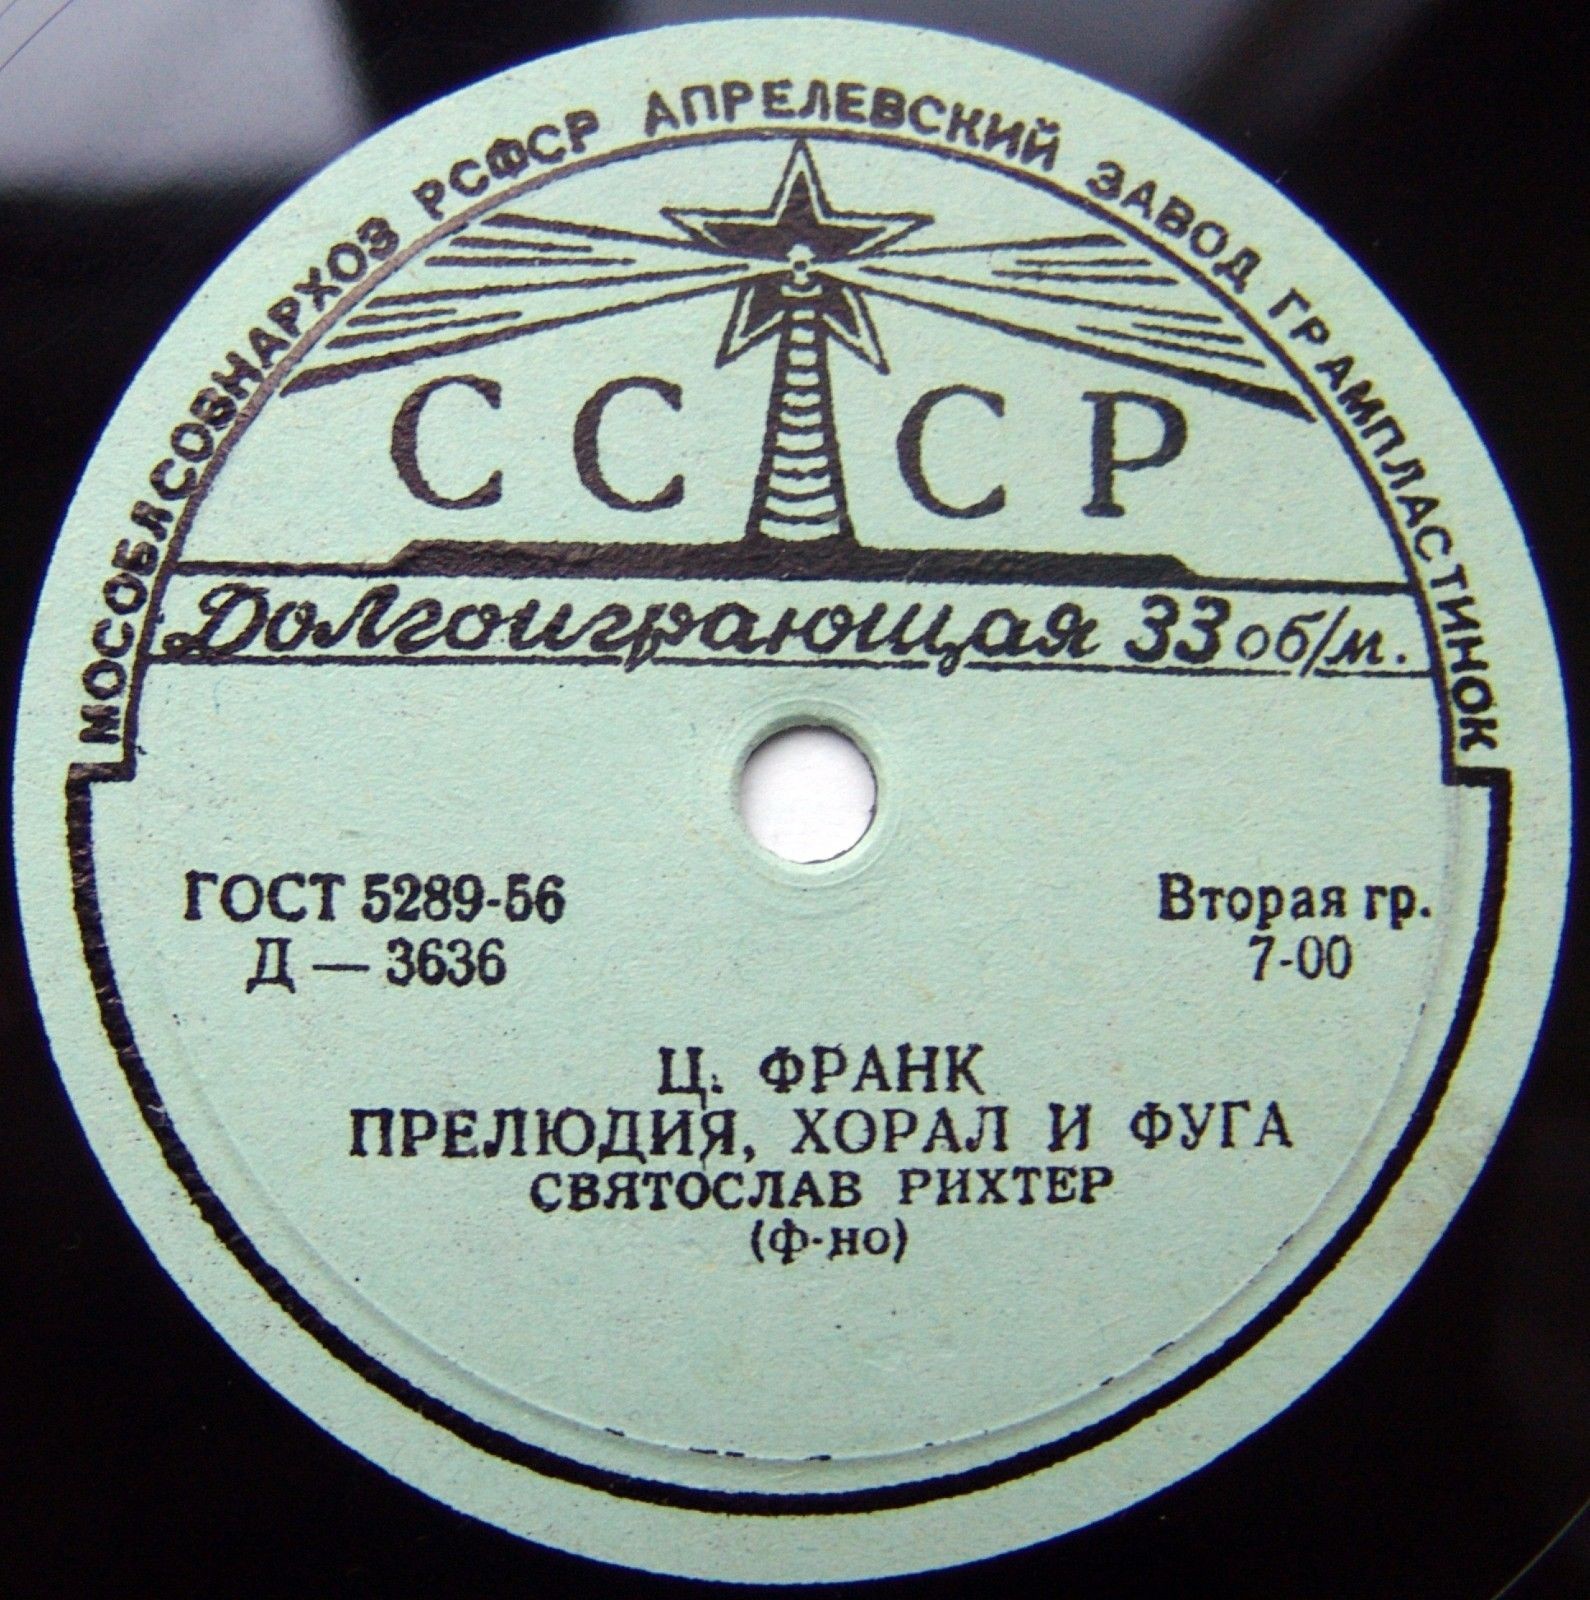 МОСОБЛСОВНАРХОЗ РСФСР АПРЕЛЕВСКИЙ ЗАВОД ГРАМПЛАСТИНОК
СССР
Долгоиграющая 33 об/м.
ГОСТ 5289-56
Д — 3636
Вторая гр.
7-00
Ц. ФРАНК
ПРЕЛЮДИЯ, ХОРАЛ И ФУГА
СВЯТОСЛАВ РИХТЕР
(Ф-но)